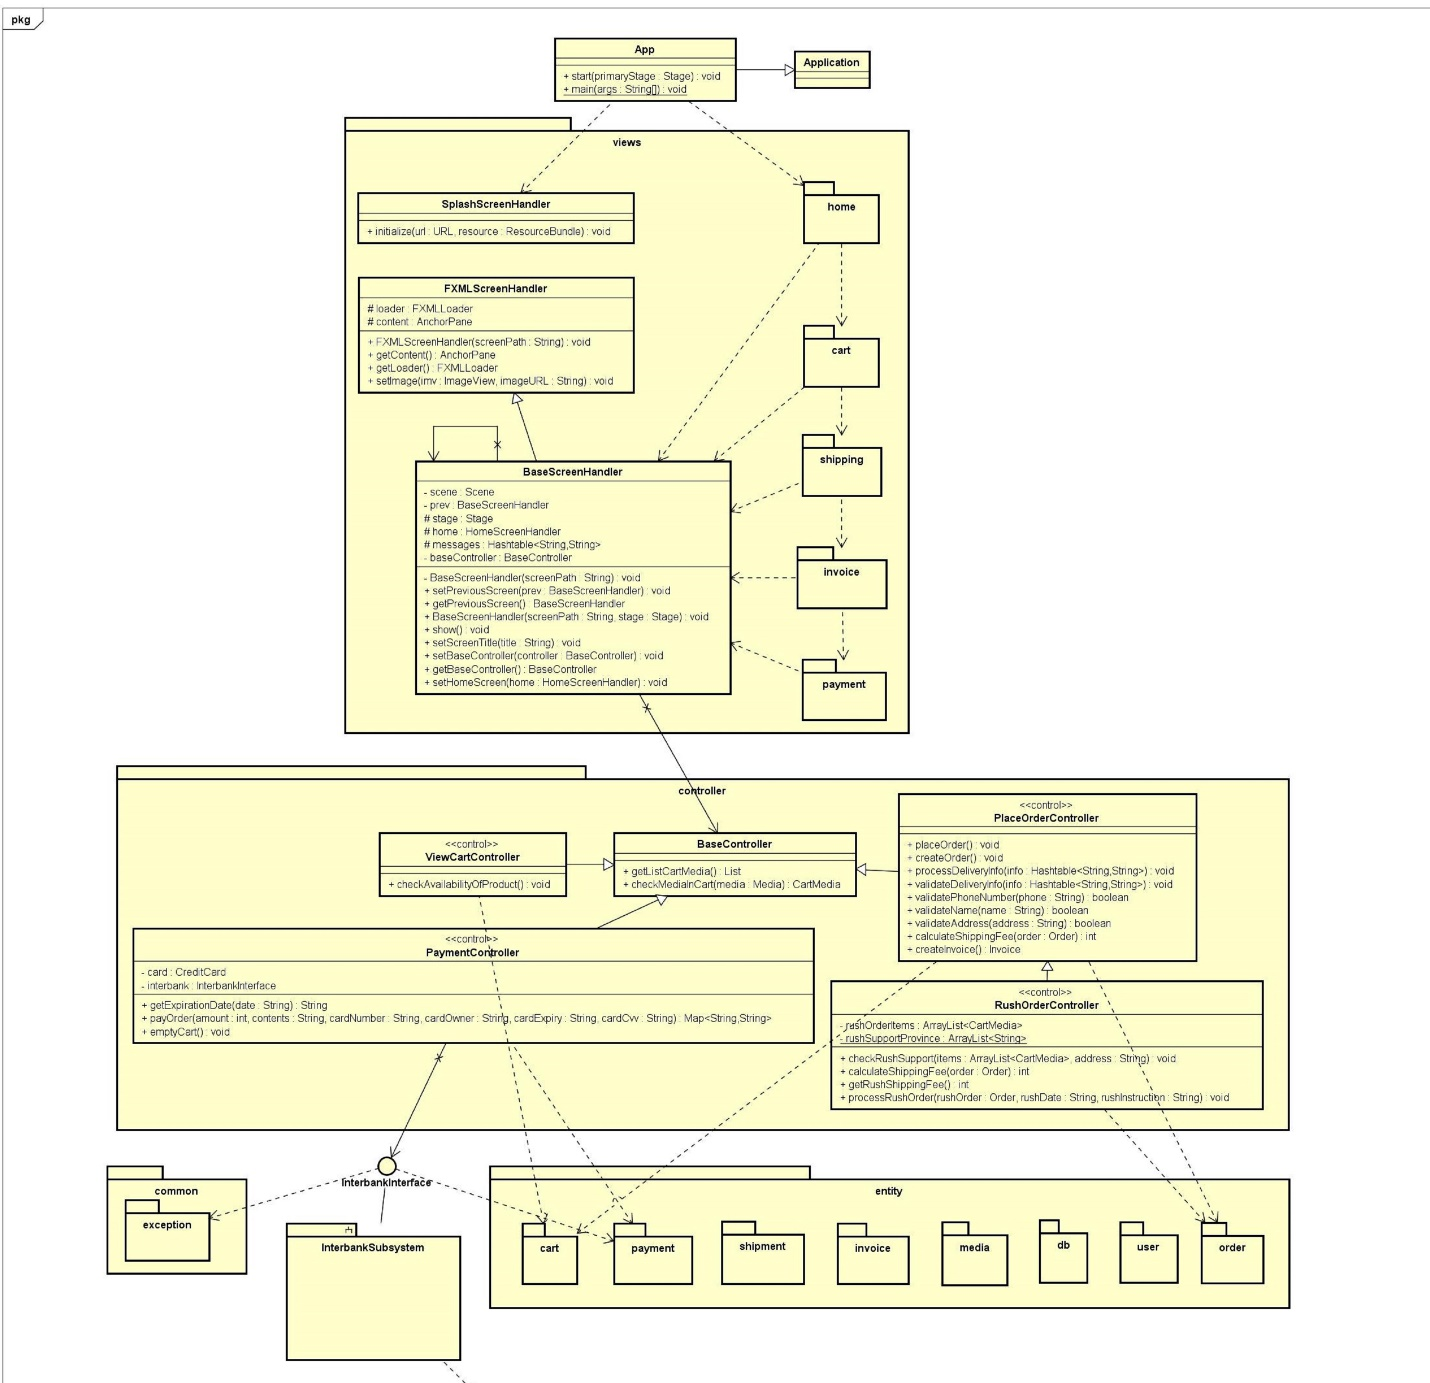 pkg
App
+ start(primaryStage : Stage) : void
+ main(args : String[]) : void
Application
views
SplashScreenHandler
+ initialize(url : URL, resource : ResourceBundle) : void
home
FXMLScreenHandler
# loader : FXMLLoader
# content : AnchorPane
+ FXMLScreenHandler(screenPath : String) : void
+ getContent() : AnchorPane
+ getLoader() : FXMLLoader
+ setImage(imv : ImageView, imageURL : String) : void
cart
shipping
BaseScreenHandler
- scene : Scene
- prev : BaseScreenHandler
# stage : Stage
# home : HomeScreenHandler
# messages : Hashtable<String,String>
- baseController : BaseController
- BaseScreenHandler(screenPath : String) : void
+ setPreviousScreen(prev : BaseScreenHandler) : void
+ getPreviousScreen() : BaseScreenHandler
+ BaseScreenHandler(screenPath : String, stage : Stage) : void
+ show() : void
+ setScreenTitle(title : String) : void
+ setBaseController(controller : BaseController) : void
+ getBaseController() : BaseController
+ setHomeScreen(home : HomeScreenHandler) : void
invoice
payment
controller
<<control>>
ViewCartController
+ checkAvailabilityOfProduct() : void
BaseController
+ getListCartMedia() : List
+ checkMediaInCart(media : Media) : CartMedia
<<control>>
PlaceOrderController
+ placeOrder() : void
+ createOrder() : void
+ processDeliveryInfo(info : Hashtable<String,String>) : void
+ validateDeliveryInfo(info : Hashtable<String,String>) : void
+ validatePhoneNumber(phone : String) : boolean
+ validateName(name : String) : boolean
+ validateAddress(address : String) : boolean
+ calculateShippingFee(order : Order) : int
+ createInvoice() : Invoice
<<control>>
PaymentController
- card : CreditCard
- interbank : InterbankInterface
+ getExpirationDate(date : String) : String
+ payOrder(amount : int, contents : String, cardNumber : String, cardOwner : String, cardExpiry : String, cardCvv : String) : Map<String,String>
+ emptyCart() : void
<<control>>
RushOrderController
- rushOrderItems : ArrayList<CartMedia>
- rushSupportProvince : ArrayList<String>
+ checkRushSupport(items : ArrayList<CartMedia>, address : String) : void
+ calculateShippingFee(order : Order) : int
+ getRushShippingFee() : int
+ processRushOrder(rushOrder : Order, rushDate : String, rushInstruction : String) : void
InterbankInterface
common
exception
InterbankSubsystem
entity
cart
payment
shipment
invoice
media
db
user
order